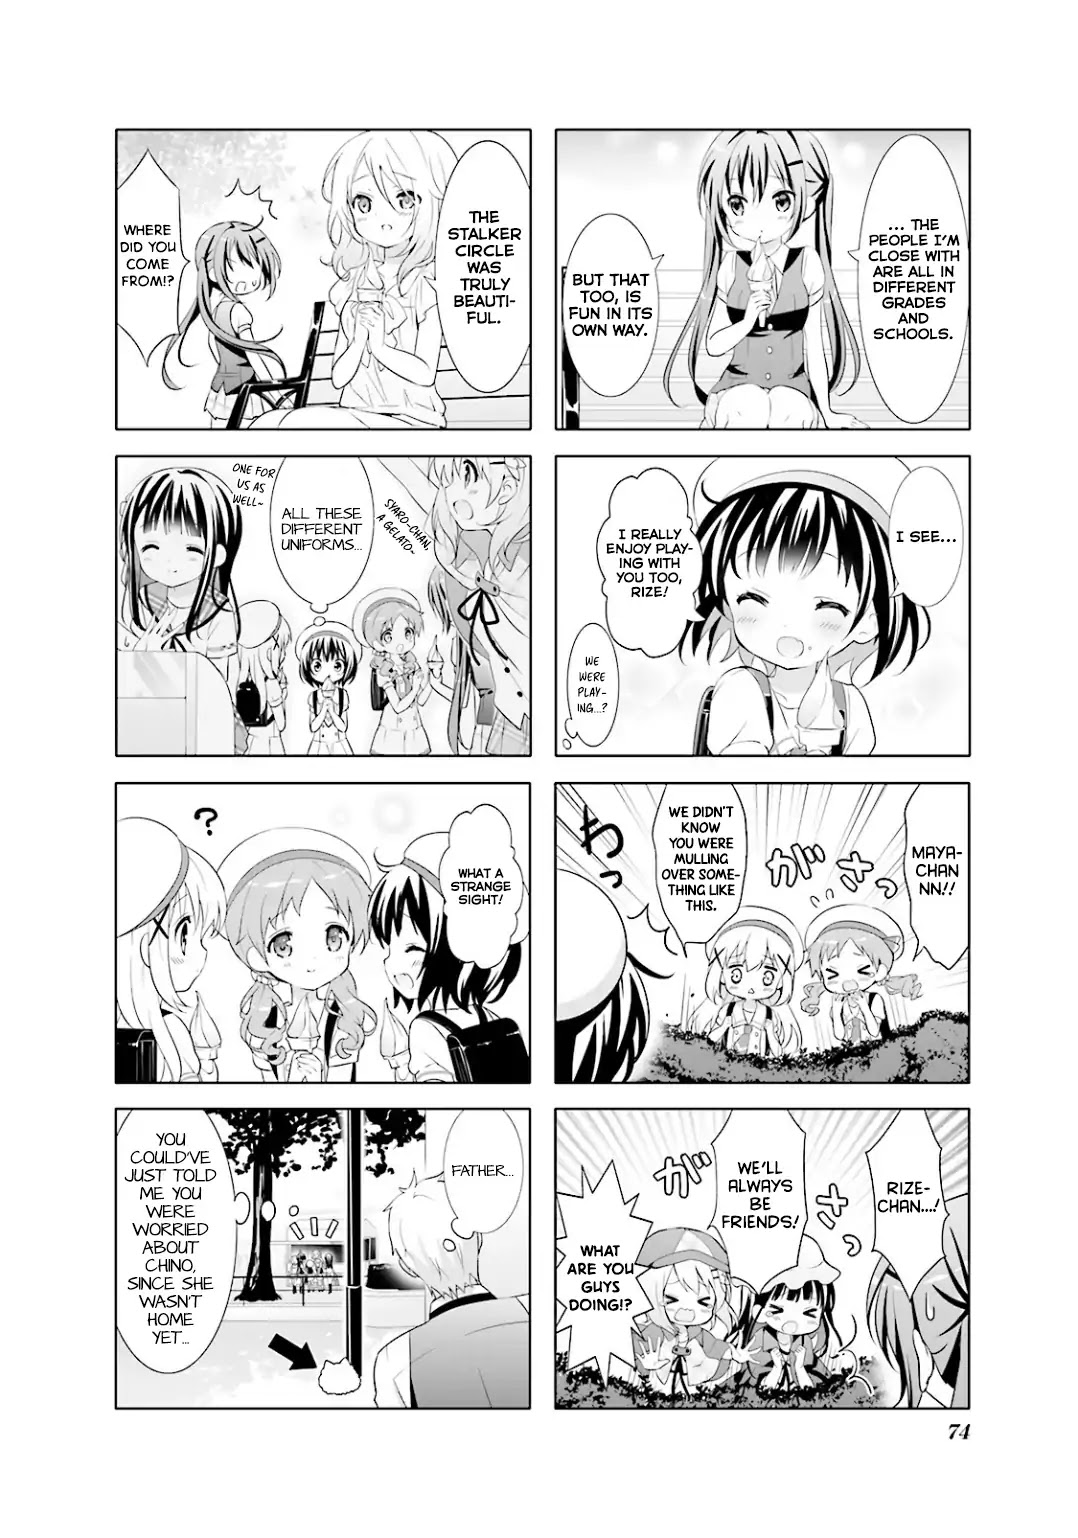 ... THE
PEOPLE I'M
CLOSE WITH
ARE ALL IN
DIFFERENT
GRADES
AND
SCHOOLS.
BUT THAT
TOO, IS
FUN IN ITS
OWN WAY.
I SEE...
I REALLY
ENJOY PLAY-
ING WITH
YOU TOO,
RIZE!
WE
WERE
PLAY-
ING...?
MAYA-
CHAN
NN!!
WE DIDN'T
KNOW
YOU WERE
MULLING
OVER SOME-
THING LIKE
THIS.
がさっ
わっ
RIZE-
CHAN....!
WE'LL
ALWAYS
BE
FRIENDS!
がさっ
WHAT
ARE YOU
GUYS
DOING!?
THE
STALKER
CIRCLE
WAS
TRULY
BEAUTI-
FUL.
WHERE
DID YOU
COME
FROM!?
SYARO-CHAN,
A GELATO~
ALL THESE
DIFFERENT
UNIFORMS...
ONE FOR
US AS
WELL~
WHAT A
STRANGE
SIGHT!
?
FATHER...
YOU
COULD'VE
JUST TOLD
ME YOU
WERE
WORRIED
ABOUT
CHINO,
SINCE SHE
WASN'T
HOME
YET...
74